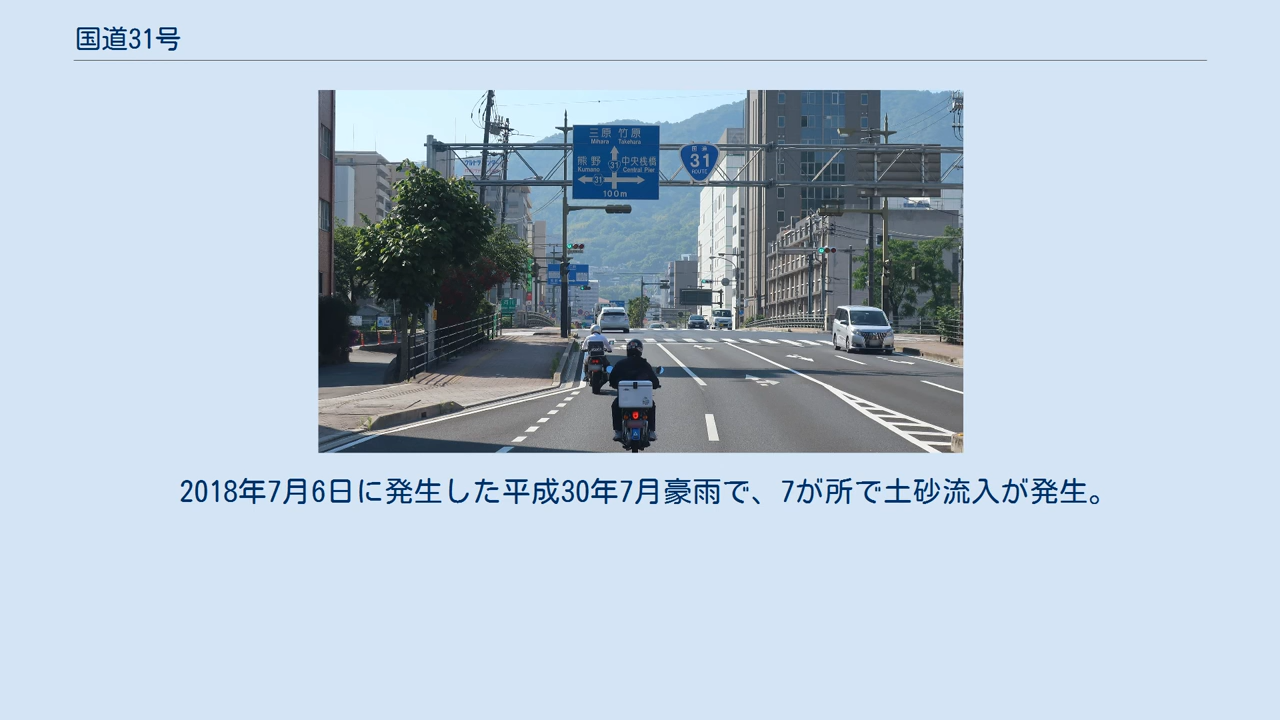 国道31号
三原 竹原
Mihara Takehara
熊野 31 中央桟橋
Kumano Central Pier
31
100m
国道
31
ROUTE
2018年7月6日に発生した平成30年7月豪雨で、7が所で土砂流入が発生。